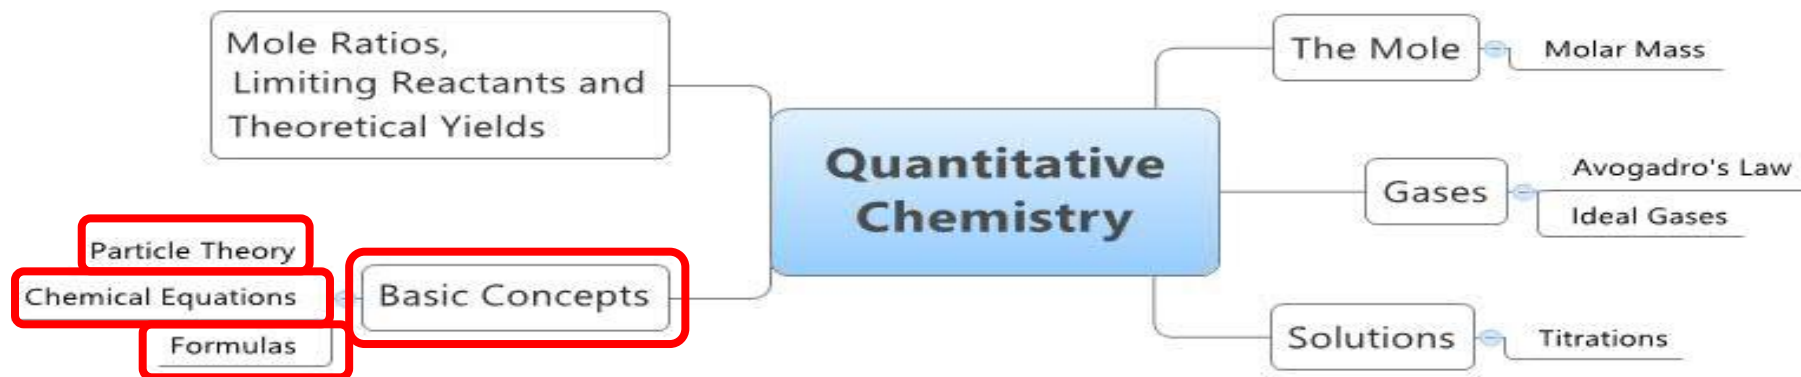 Mole Ratios,
Limiting Reactants and
Theoretical Yields
Particle Theory
Chemical Equations
Formulas
Basic Concepts
Quantitative
Chemistry
The Mole
Molar Mass
Gases
Avogadro's Law
Ideal Gases
Solutions
Titrations